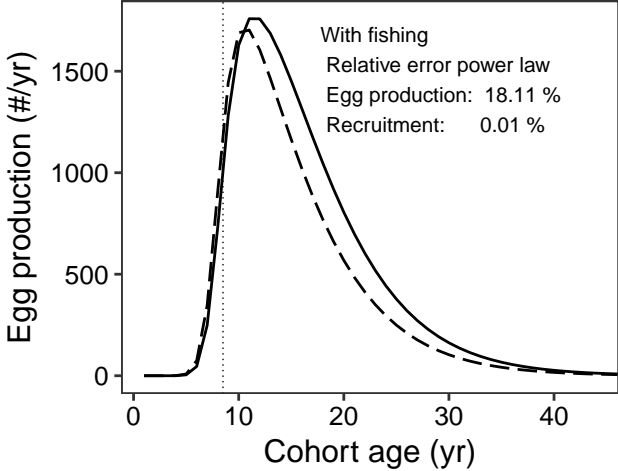 With fishing
Relative error power law
Egg production: 18.11 %
Recruitment: 0.01 %
Egg production (#/yr)
1500
1000
500
0
0 10 20 30 40
Cohort age (yr)